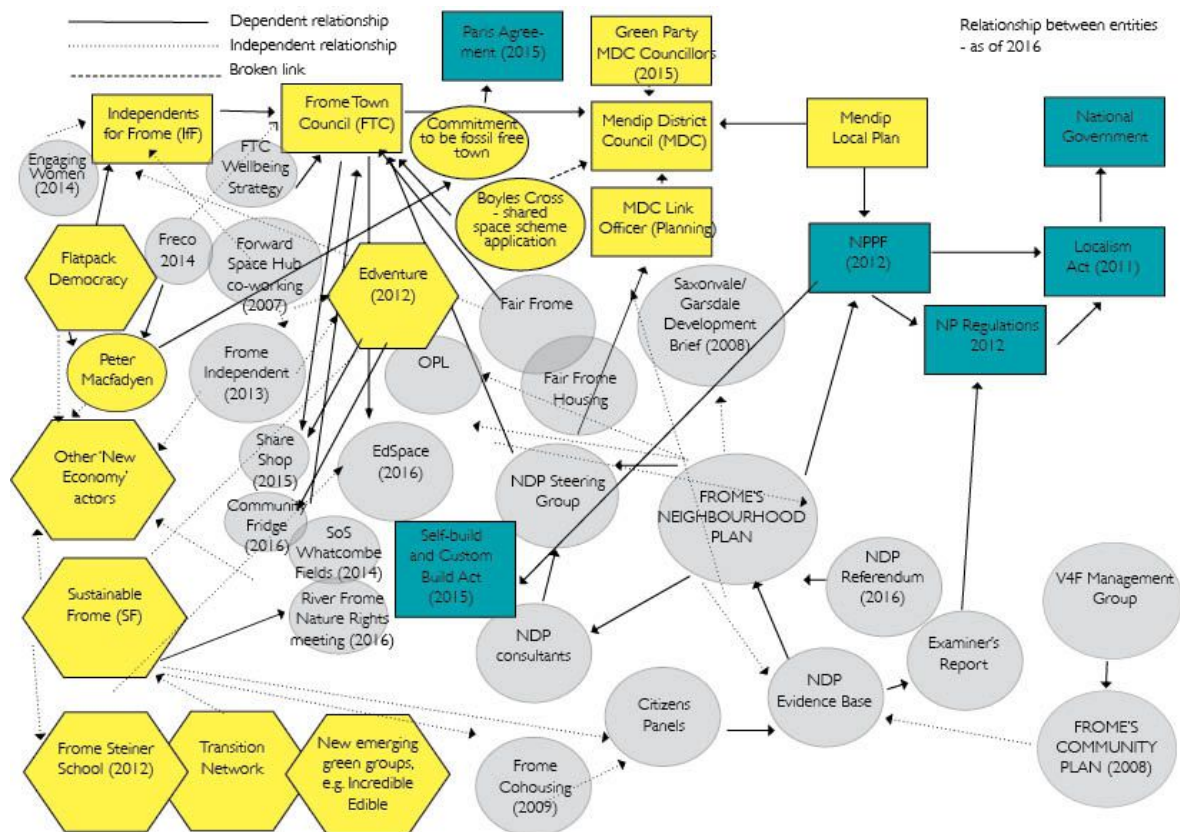 Dependent relationship
Independent relationship
Broken link
Relationship between entities
- as of 2016
Paris Agree-
ment (2015)
Green Party
MDC Councillors
(2015)
Independents
for Frome (IfF)
Frome Town
Council (FTC)
Commitment
to be fossil free
town
Mendip District
Council (MDC)
Mendip
Local Plan
National
Government
Engaging
Women
(2014)
FTC
Wellbeing
Strategy
Boyles Cross
- shared
space scheme
application
MDC Link
Officer (Planning)
Flatpack
Democracy
Freco
2014
Forward
Space Hub
co-working
(2007)
Edventure
(2012)
Fair Frome
Saxonvale/
Garsdale
Development
Brief (2008)
NPPF
(2012)
Localism
Act (2011)
NP Regulations
2012
Peter
Macfadyen
Frome
Independent
(2013)
OPL
Fair Frome
Housing
Other ‘New
Economy’
actors
Share
Shop
(2015)
EdSpace
(2016)
NDP Steering
Group
FROME'S
NEIGHBOURHOOD
PLAN
Community
Fridge
(2016)
SoS
Whatcombe
Fields (2014)
Self-build
and Custom
Build Act
(2015)
NDP
Referendum
(2016)
V4F Management
Group
Sustainable
Frome (SF)
River Frome
Nature Rights
meeting (2016)
NDP
consultants
Examiner's
Report
NDP
Evidence Base
Citizens
Panels
FROME'S
COMMUNITY
PLAN (2008)
Frome Steiner
School (2012)
Transition
Network
New emerging
green groups,
e.g. Incredible
Edible
Frome
Cohousing
(2009)